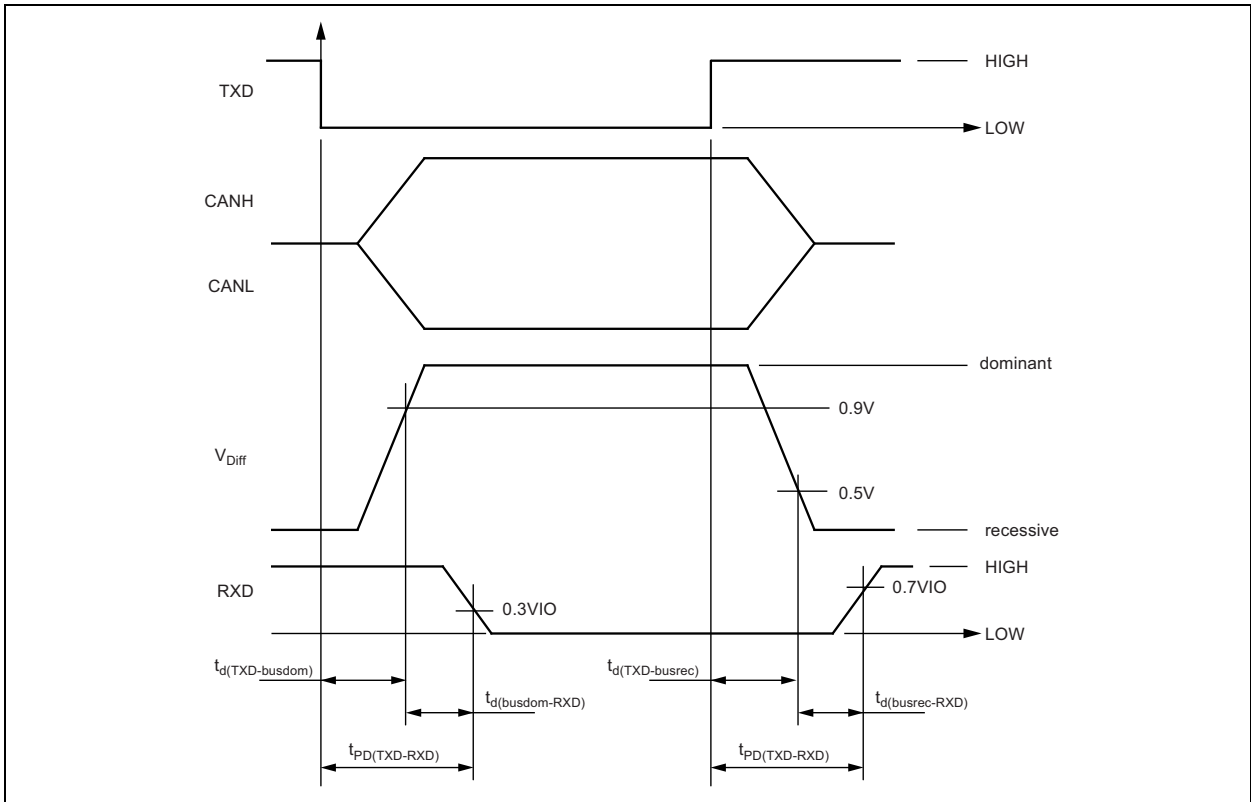 HIGH
TXD
LOW
CANH
CANL
dominant
0.9V
VDiff
0.5V
recessive
HIGH
RXD
0.7VIO
0.3VIO
LOW
td(TXD-busdom)
td(TXD-busrec)
td(busdom-RXD)
td(busrec-RXD)
tPD(TXD-RXD)
tPD(TXD-RXD)